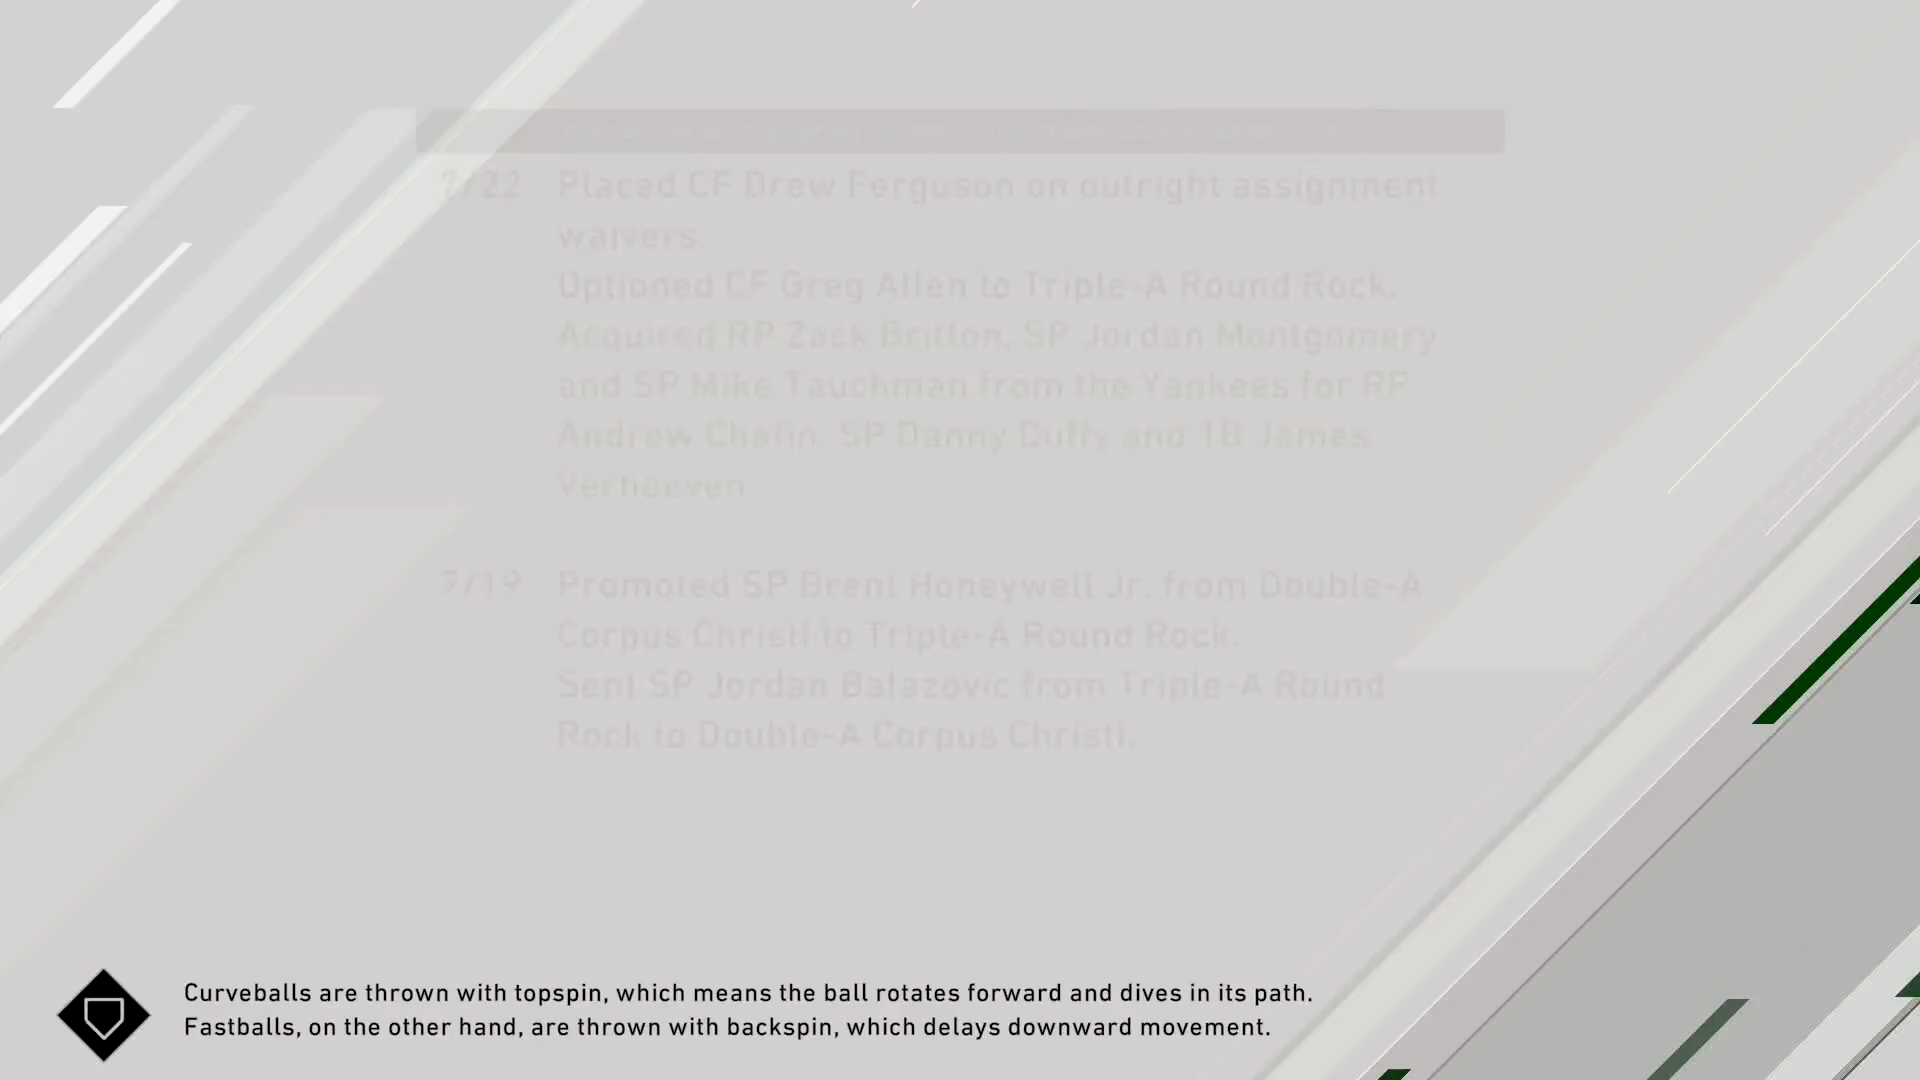 7/22 Placed CF Drew Ferguson on outright assignment
waivers.
Optioned CF Greg Allen to Triple-A Round Rock.
Acquired RP Zack Britton, SP Jordan Montgomery
and SP Mike Tauchman from the Yankees for RP
Andrew Chafin, SP Danny Duffy and 1B James
Verhoeven
7/19 Promoted SP Brent Honeywell Jr. from Double-A
Corpus Christi to Triple-A Round Rock.
Sent SP Jordan Balazovic from Triple-A Round
Rock to Double-A Corpus Christi.
Curveballs are thrown with topspin, which means the ball rotates forward and dives in its path.
Fastballs, on the other hand, are thrown with backspin, which delays downward movement.